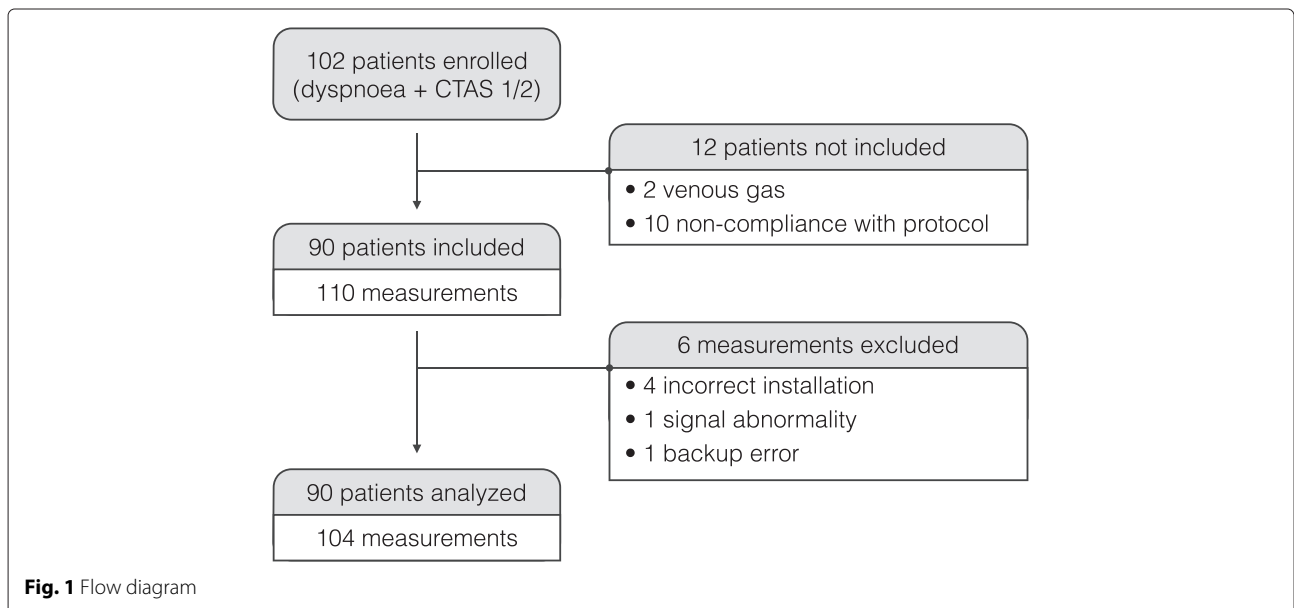 102 patients enrolled
(dyspnoea + CTAS 1/2)
12 patients not included
• 2 venous gas
• 10 non-compliance with protocol
90 patients included
110 measurements
6 measurements excluded
• 4 incorrect installation
• 1 signal abnormality
• 1 backup error
90 patients analyzed
104 measurements
Fig. 1 Flow diagram